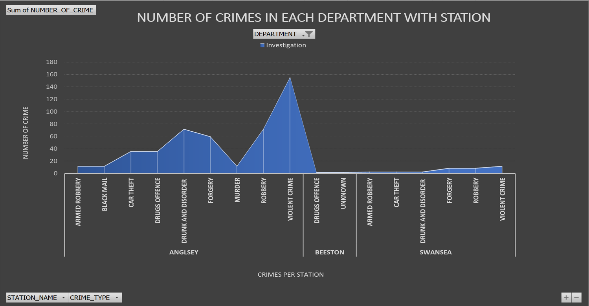 Sum of NUMBER_OF_CRIME
NUMBER OF CRIMES IN EACH DEPARTMENT WITH STATION
DEPARTMENT
Investigation
180
160
140
120
100
80
60
40
20
0
NUMBER OF CRIME
ARMED ROBBERY
BLACK MAIL
CAR THEFT
DRUGS OFFENCE
DRUNK AND DISORDER
FORGERY
MURDER
ROBBERY
VIOLENT CRIME
DRUGS OFFENCE
UNKNOWN
ARMED ROBBERY
CAR THEFT
DRUNK AND DISORDER
FORGERY
ROBBERY
VIOLENT CRIME
ANGLSEY
BEESTON
SWANSEA
CRIMES PER STATION
STATION_NAME
CRIME_TYPE